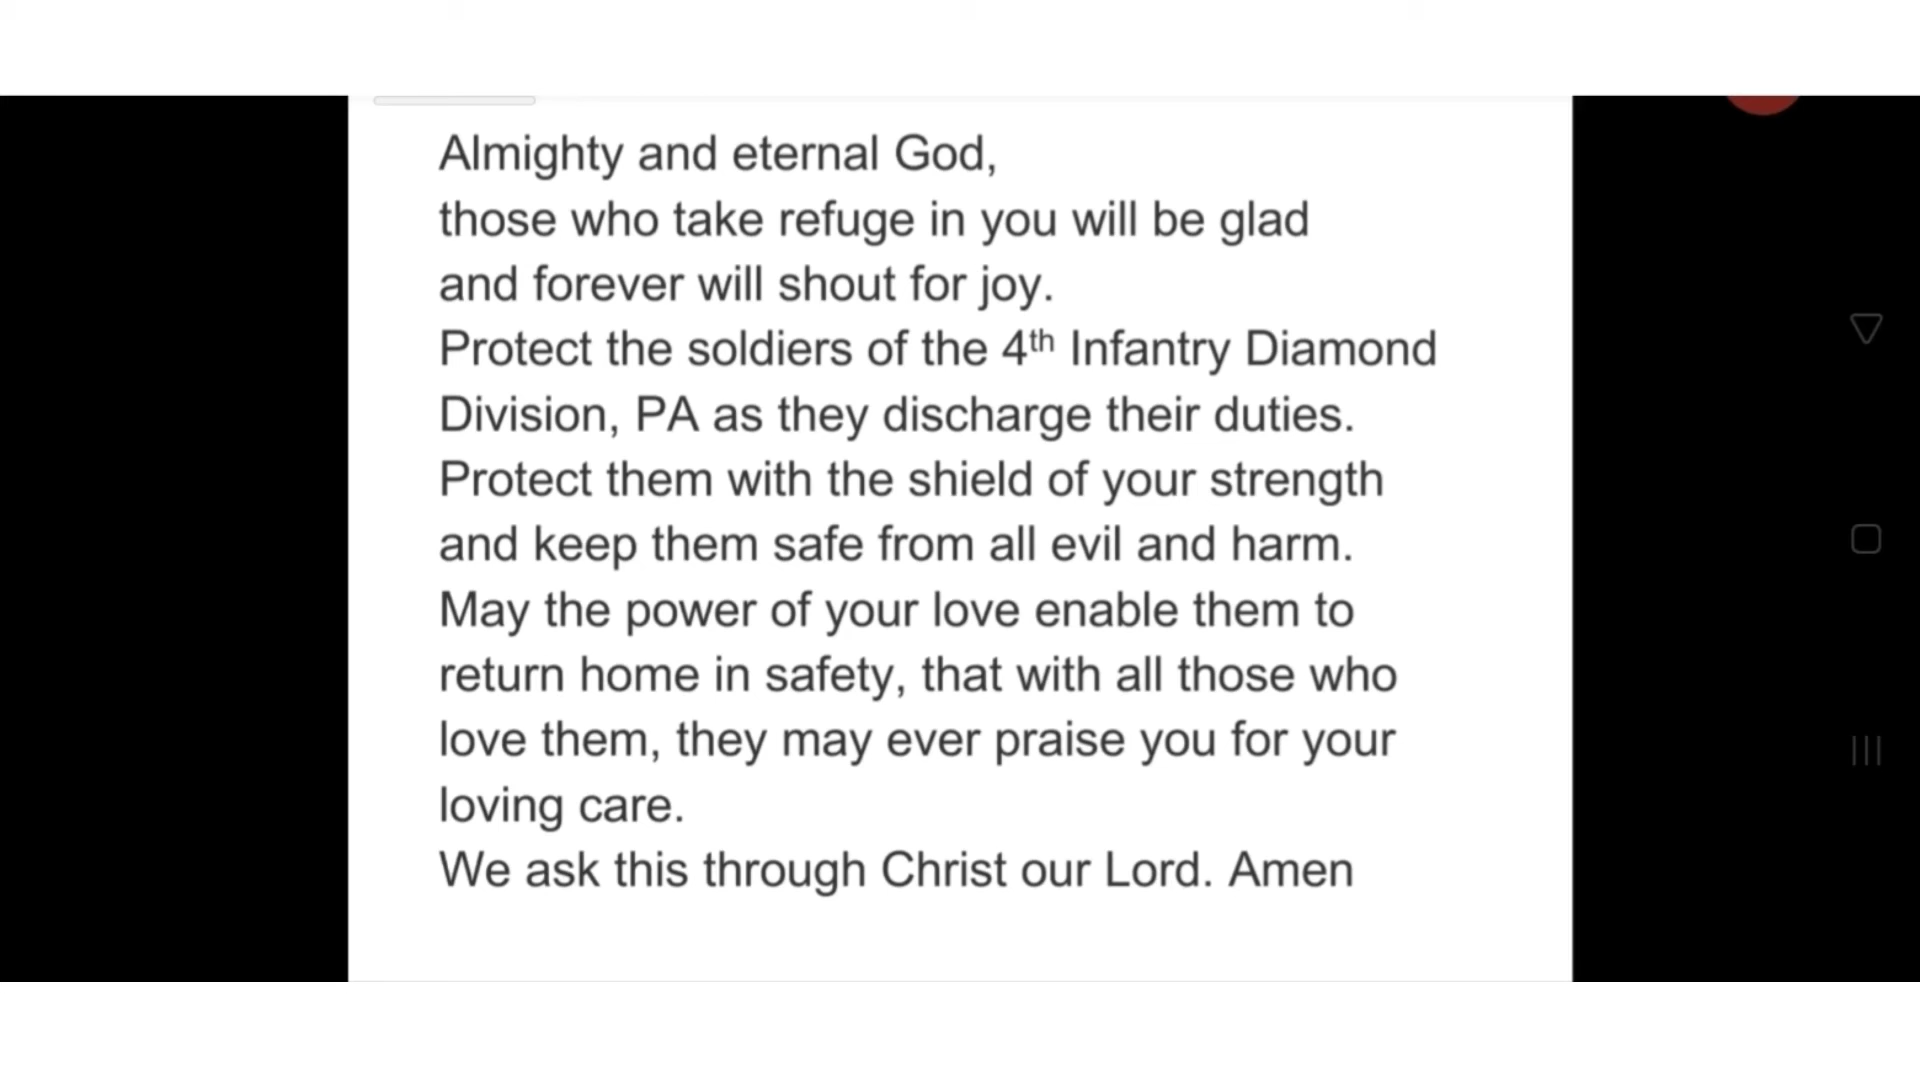 Almighty and eternal God,
those who take refuge in you will be glad
and forever will shout for joy.
Protect the soldiers of the 4th Infantry Diamond
Division, PA as they discharge their duties.
Protect them with the shield of your strength
and keep them safe from all evil and harm.
May the power of your love enable them to
return home in safety, that with all those who
love them, they may ever praise you for your
loving care.
We ask this through Christ our Lord. Amen